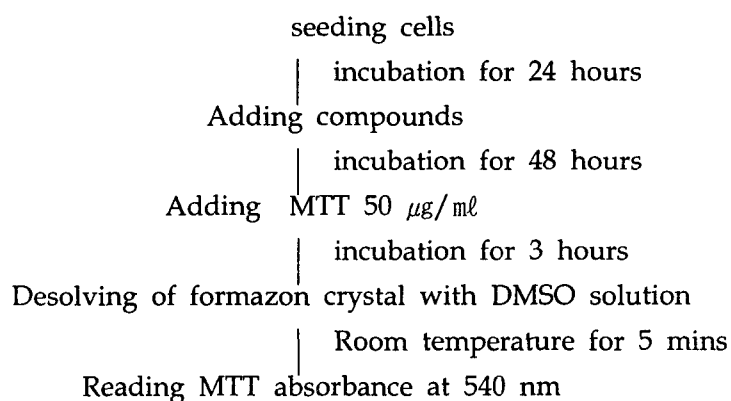 seeding cells
incubation for 24 hours
Adding compounds
incubation for 48 hours
Adding MTT 50 ㎍/㎖
incubation for 3 hours
Desolving of formazon crystal with DMSO solution
Room temperature for 5 mins
Reading MTT absorbance at 540 nm